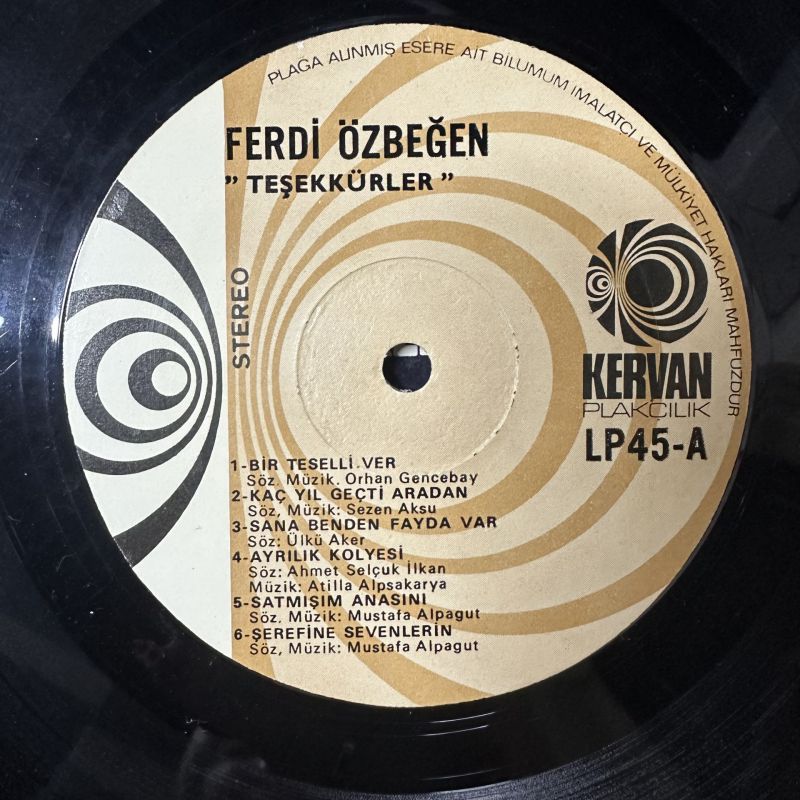 PLAĞA ALINMIŞ ESERE AİT BİLUMUM İMALATÇI VE MÜLKİYET HAKLARI MAHFUZDUR
FERDİ ÖZBEĞEN
" TEŞEKKÜRLER "
STEREO
KERVAN
PLAKÇILIK
LP45-A
1-BİR TESELLİ VER
Söz. Müzik. Orhan Gencebay
2-KAÇ YIL GEÇTİ ARADAN
Söz, Müzik: Sezen Aksu
3-SANA BENDEN FAYDA VAR
Söz: Ülkü Aker
4-AYRILIK KOLYESİ
Söz: Ahmet Selçuk İlkan
Müzik: Atilla Alpsakarya
5-SATMIŞIM ANASINI
Söz. Müzik: Mustafa Alpagut
6-ŞEREFİNE SEVENLERİN
Söz, Müzik: Mustafa Alpagut